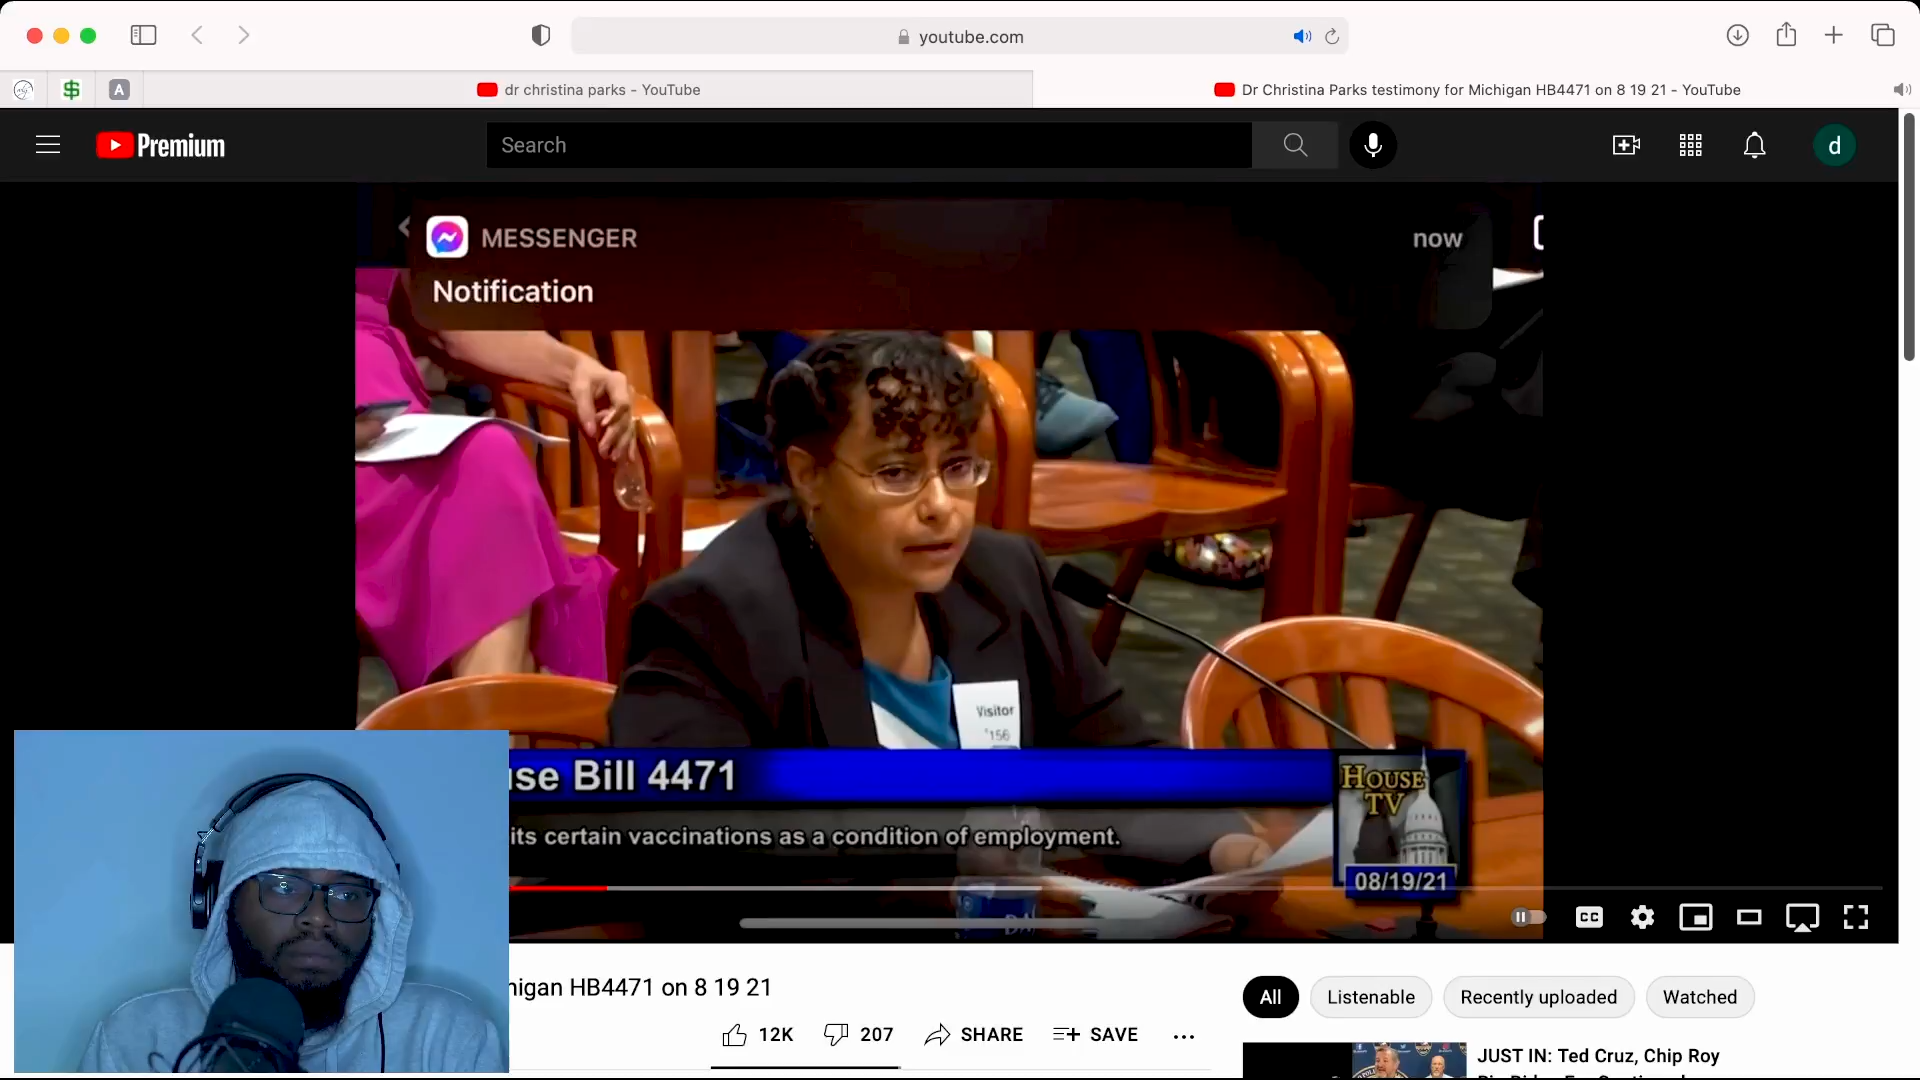 youtube.com
A
dr christina parks - YouTube
Dr Christina Parks testimony for Michigan HB4471 on 8 19 21 - YouTube
Premium
Search
d
MESSENGER
now
Notification
Visitor
156
use Bill 4471
its certain vaccinations as a condition of employment.
HOUSE
TV
08/19/21
CC
higan HB4471 on 8 19 21
12K
207
SHARE
SAVE
All
Listenable
Recently uploaded
Watched
JUST IN: Ted Cruz, Chip Roy